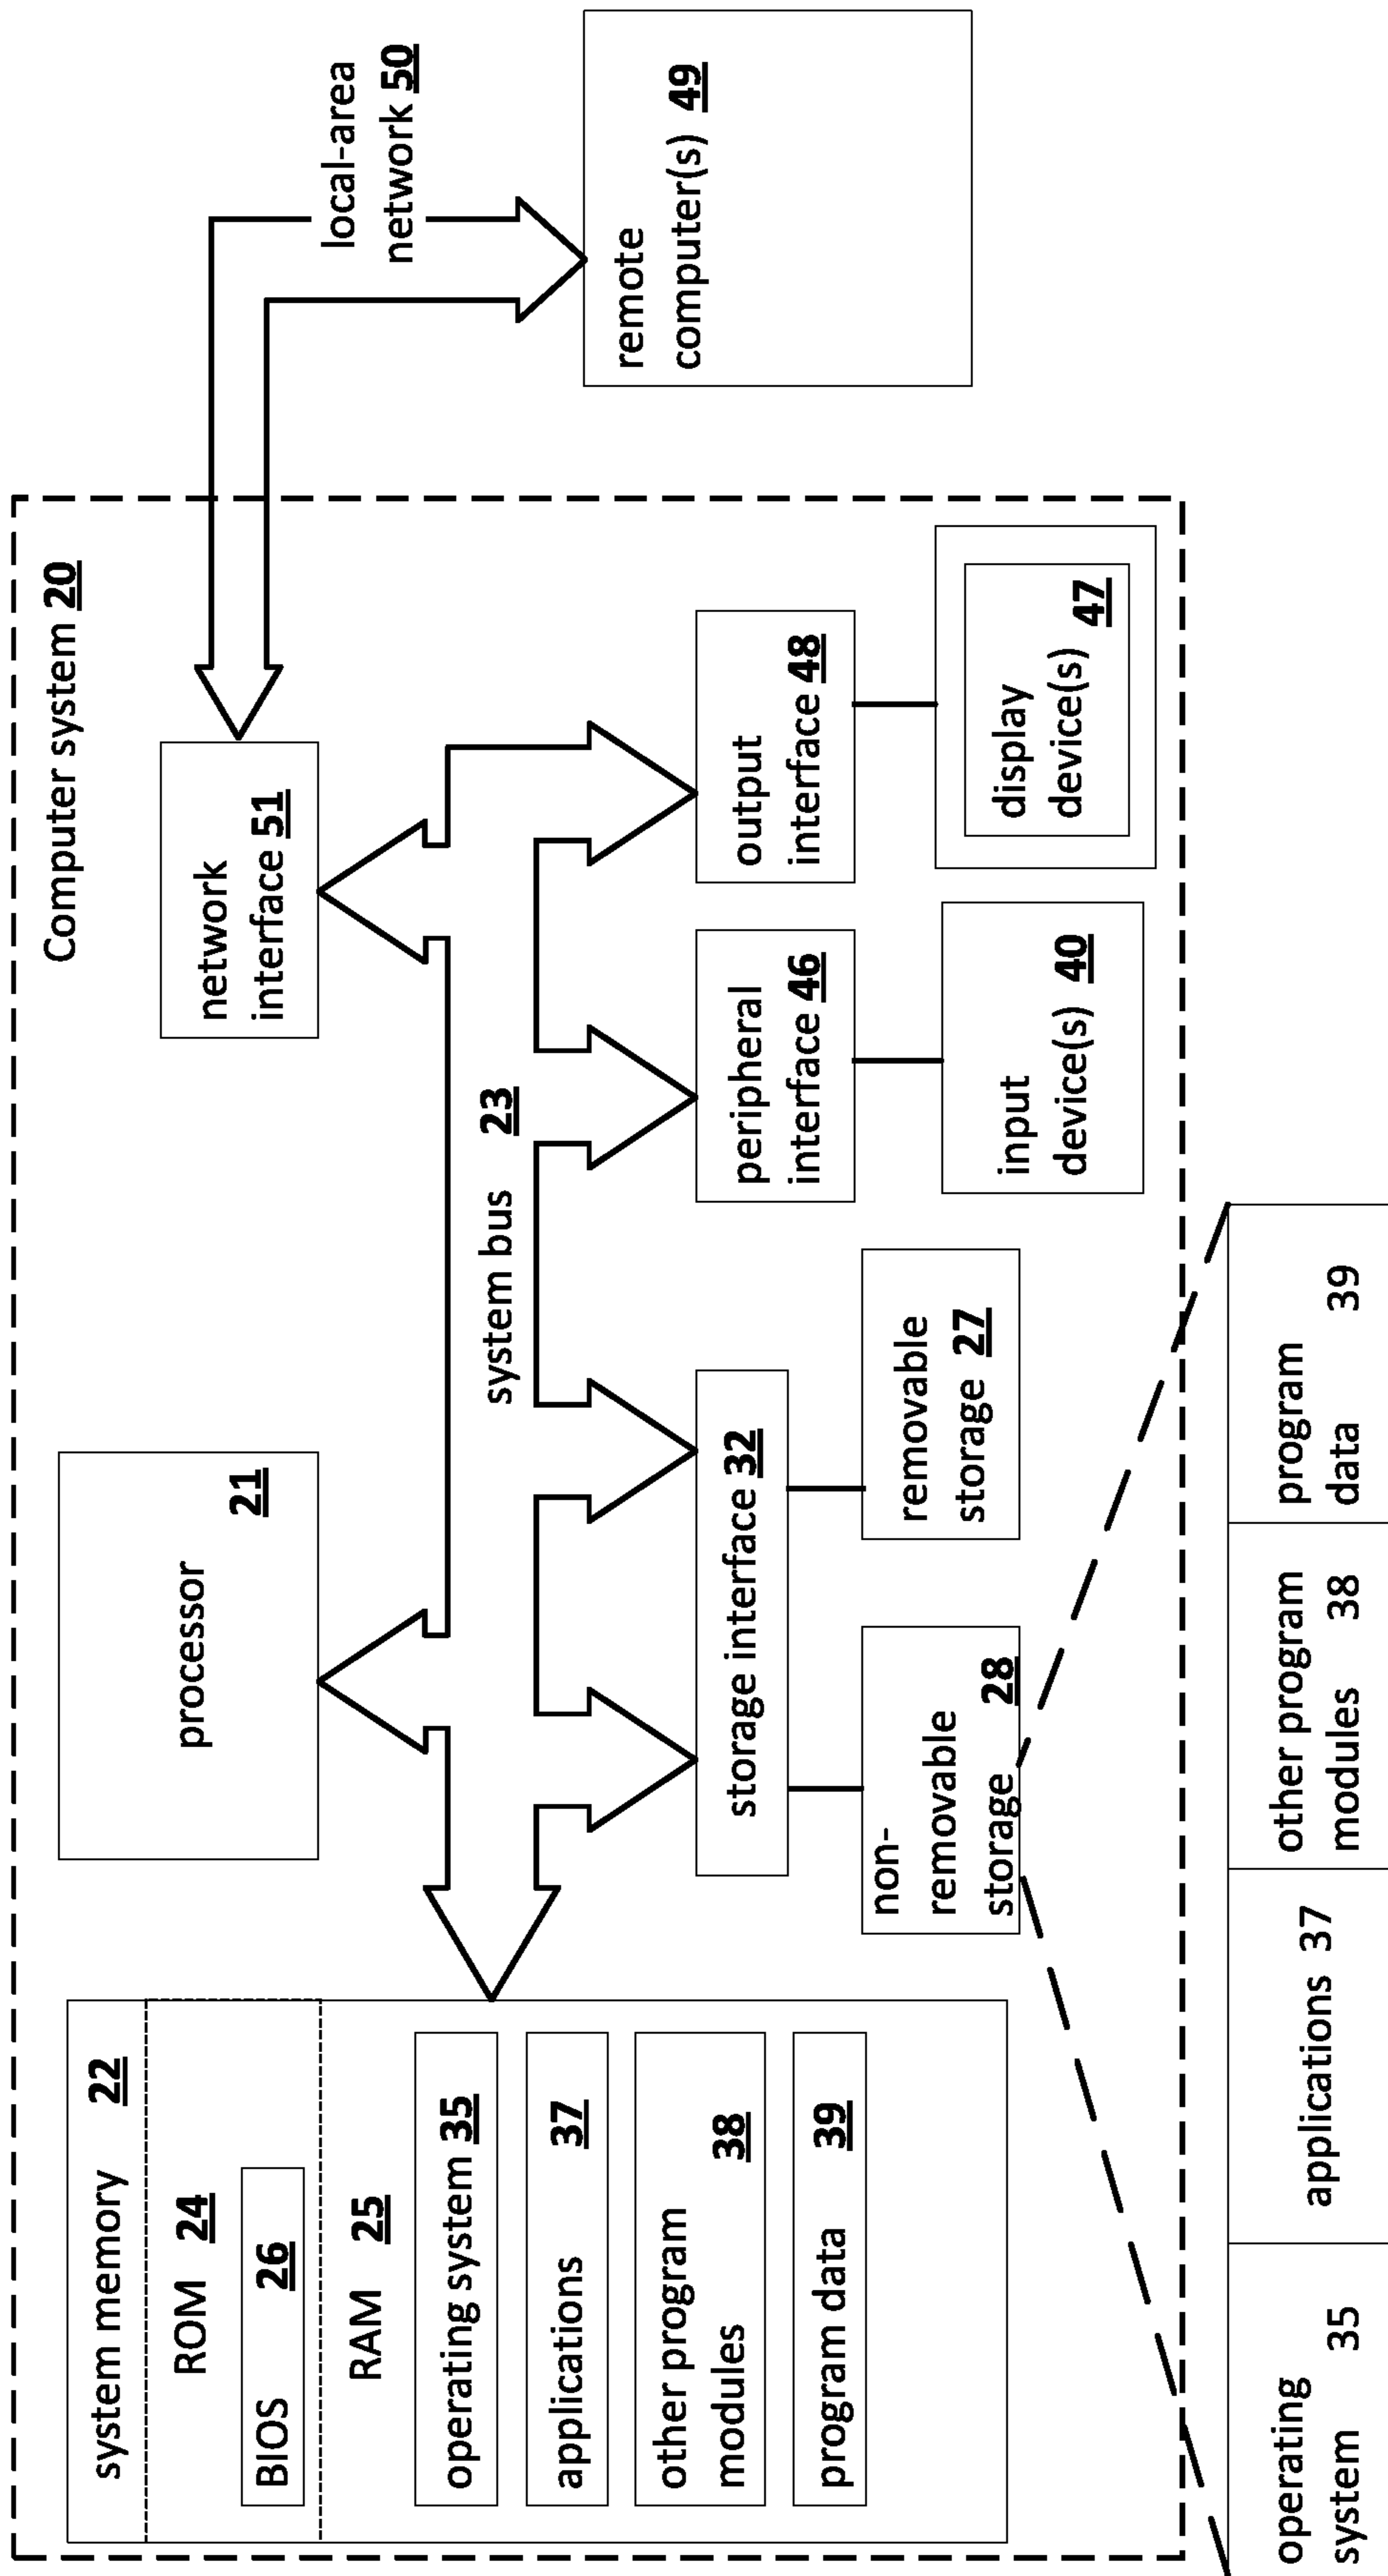 Computer system 20
system memory 22
ROM 24
BIOS 26
RAM 25
operating system 35
applications 37
other program
modules 38
program data 39
processor 21
network
interface 51
local-area
network 50
system bus 23
storage interface 32
peripheral
interface 46
output
interface 48
remote
computer(s) 49
non-
removable
storage 28
removable
storage 27
input
device(s) 40
display
device(s) 47
operating
system 35
applications 37
other program
modules 38
program
data 39